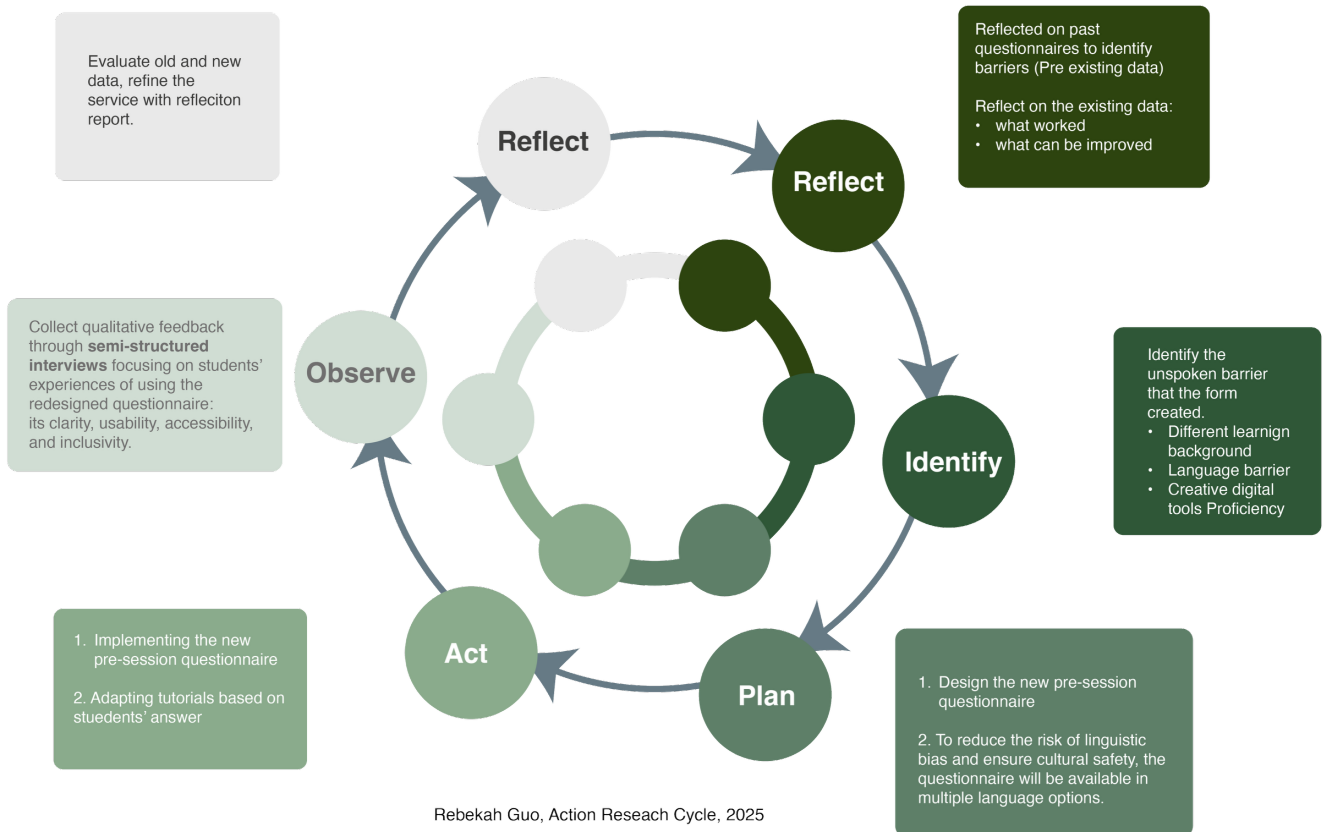 Evaluate old and new
data, refine the
service with refleciton
report.
Reflect
Reflect
Reflected on past
questionnaires to identify
barriers (Pre existing data)
Reflect on the existing data:
• what worked
• what can be improved
Collect qualitative feedback
through semi-structured
interviews focusing on students’
experiences of using the
redesigned questionnaire:
its clarity, usability, accessibility,
and inclusivity.
Observe
Identify
Identify the
unspoken barrier
that the form
created.
• Different learnign
background
• Language barrier
• Creative digital
tools Proficiency
1. Implementing the new
pre-session questionnaire
2. Adapting tutorials based on
stuedents’ answer
Act
Plan
1. Design the new pre-session
questionnaire
2. To reduce the risk of linguistic
bias and ensure cultural safety, the
questionnaire will be available in
multiple language options.
Rebekah Guo, Action Reseach Cycle, 2025